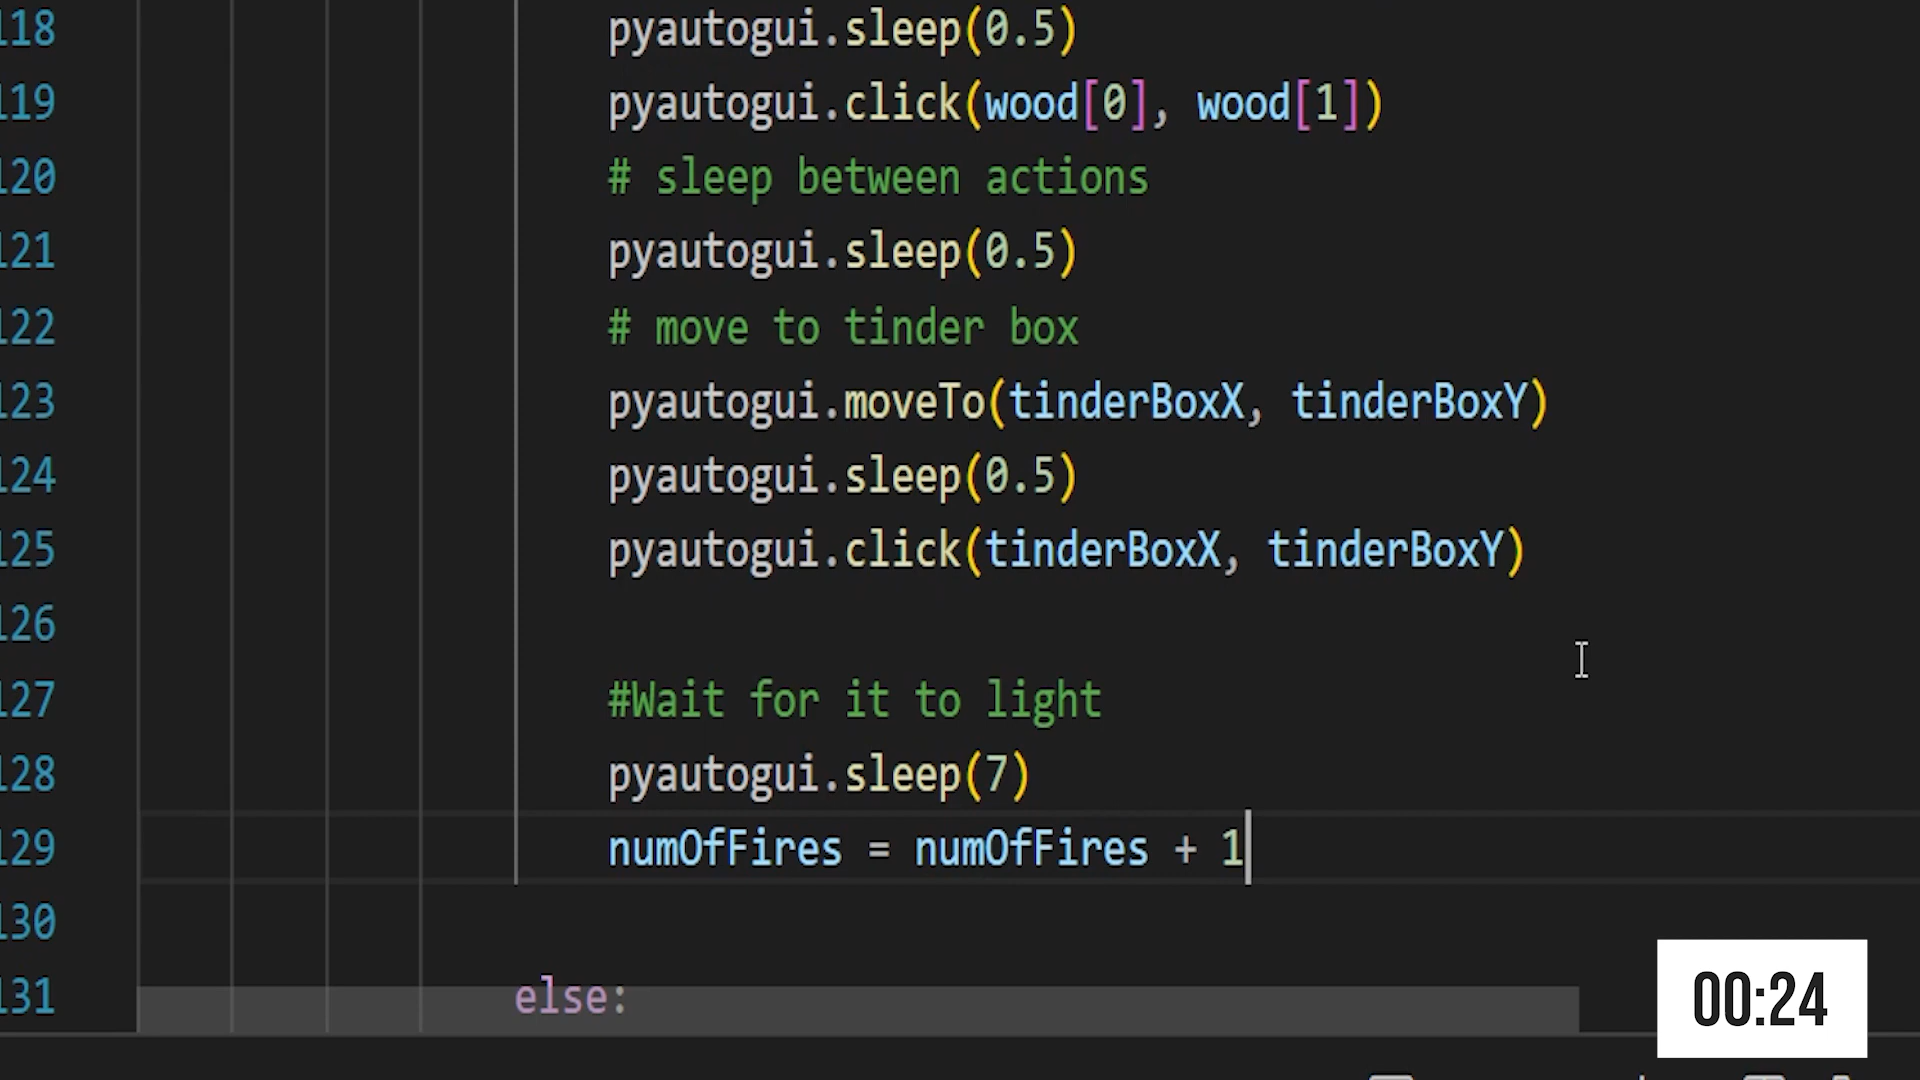 118 pyautogui.sleep(0.5)
119 pyautogui.click(wood[0], wood[1])
120 # sleep between actions
121 pyautogui.sleep(0.5)
122 # move to tinder box
123 pyautogui.moveTo(tinderBoxX, tinderBoxY)
124 pyautogui.sleep(0.5)
125 pyautogui.click(tinderBoxX, tinderBoxY)
126
127 #Wait for it to light
128 pyautogui.sleep(7)
129 numOfFires = numOfFires + 1
130
131 else:
00:24